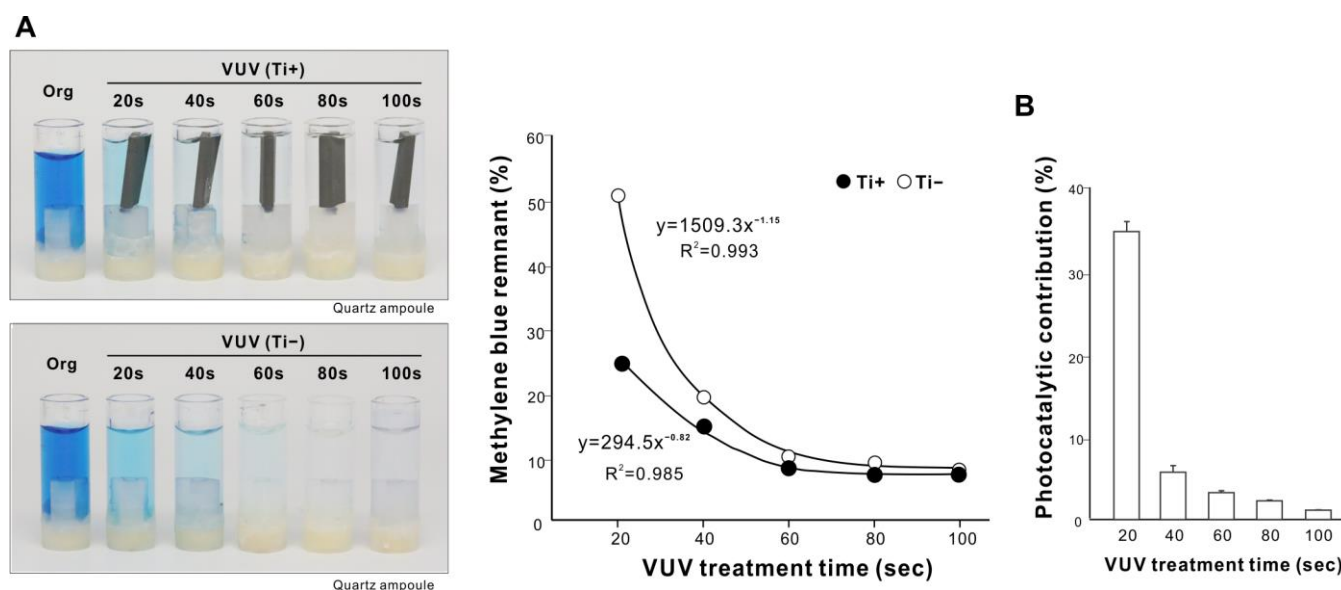 A
VUV (Ti+)
Org 20s 40s 60s 80s 100s
Quartz ampoule
VUV (Ti−)
Org 20s 40s 60s 80s 100s
Quartz ampoule
Methylene blue remnant (%)
60
50
40
30
20
10
0
Ti+ Ti−
y=1509.3x⁻¹·¹⁵
R²=0.993
y=294.5x⁻⁰·⁸²
R²=0.985
20 40 60 80 100
VUV treatment time (sec)
B
Photocatalytic contribution (%)
40
30
20
10
0
20 40 60 80 100
VUV treatment time (sec)